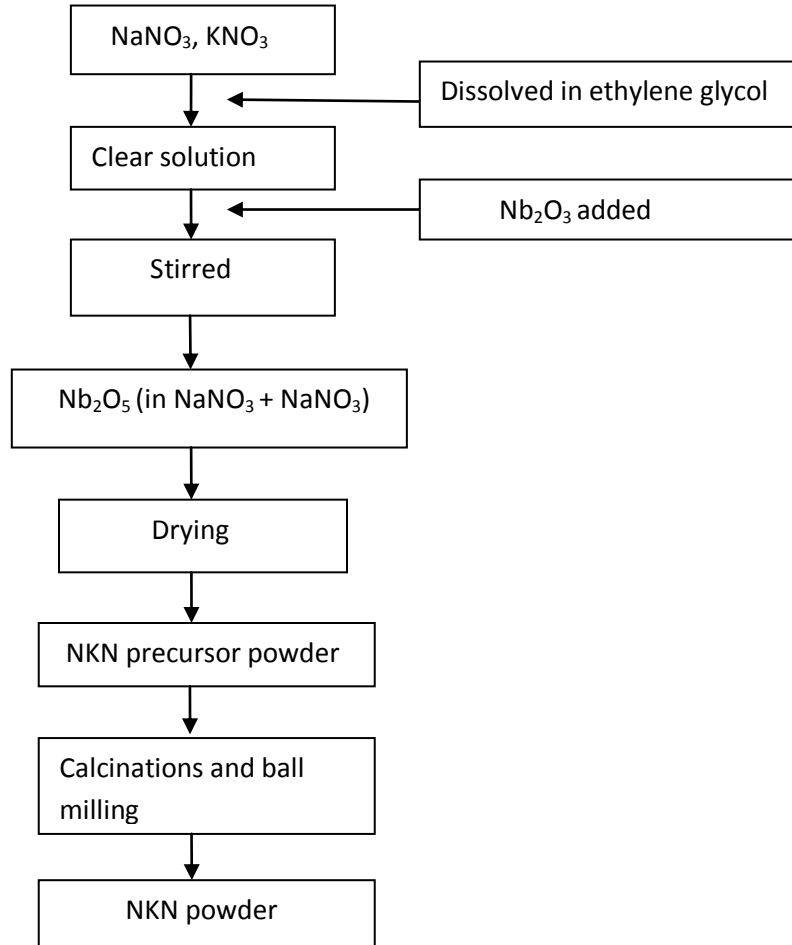 NaNO₃, KNO₃
Dissolved in ethylene glycol
Clear solution
Nb₂O₃ added
Stirred
Nb₂O₅ (in NaNO₃ + NaNO₃)
Drying
NKN precursor powder
Calcinations and ball
milling
NKN powder